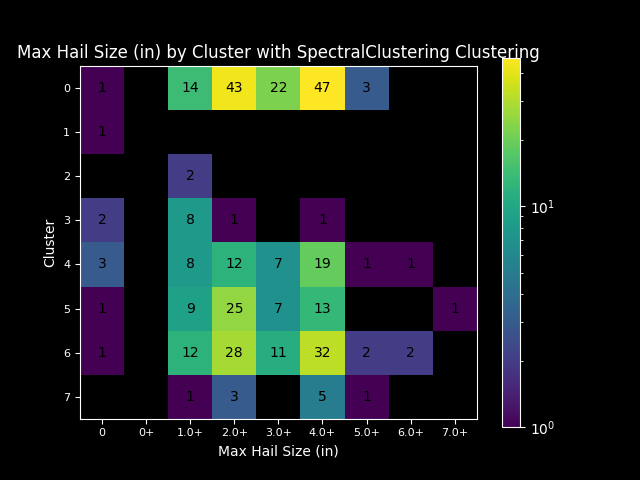 Max Hail Size (in) by Cluster with SpectralClustering Clustering
0 1 14 43 22 47 3
1 1
2 2
3 2 8 1 1
4 3 8 12 7 19 1 1
5 1 9 25 7 13 1
6 1 12 28 11 32 2 2
7 1 3 5 1
0 0+ 1.0+ 2.0+ 3.0+ 4.0+ 5.0+ 6.0+ 7.0+
Max Hail Size (in)
Cluster
10¹
10⁰